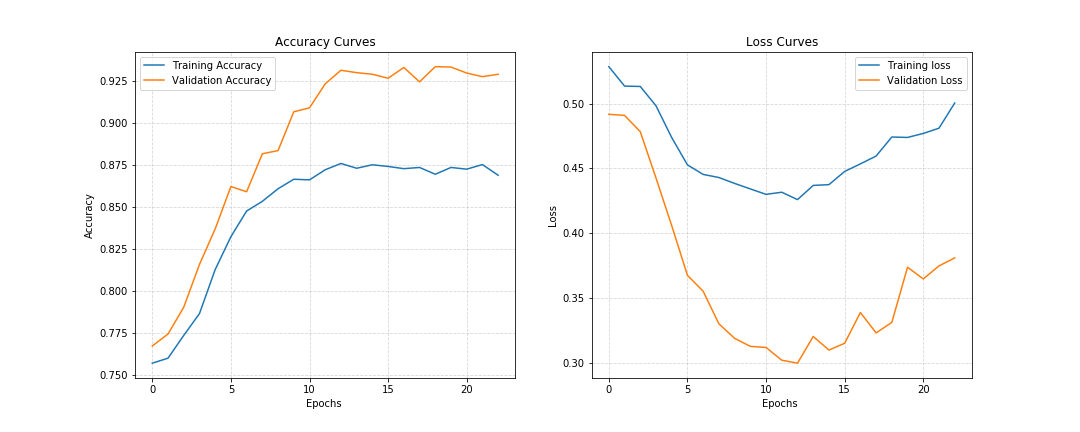 Accuracy Curves
Training Accuracy
Validation Accuracy
0.925
0.900
0.875
0.850
0.825
0.800
0.775
0.750
Accuracy
0 5 10 15 20
Epochs
Loss Curves
Training loss
Validation Loss
0.50
0.45
0.40
0.35
0.30
Loss
0 5 10 15 20
Epochs